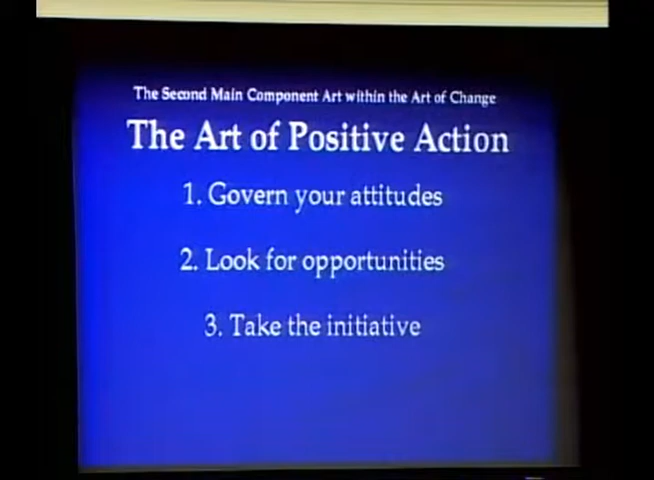 The Second Main Component Art within the Art of Change
The Art of Positive Action
1. Govern your attitudes
2. Look for opportunities
3. Take the initiative